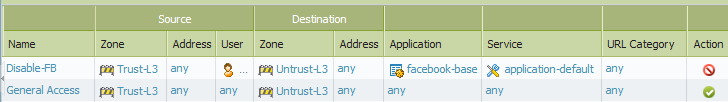 Source Destination
Name Zone Address User Zone Address Application Service URL Category Action
Disable-FB Trust-L3 any ... Untrust-L3 any facebook-base application-default any
General Access Trust-L3 any any Untrust-L3 any any any any